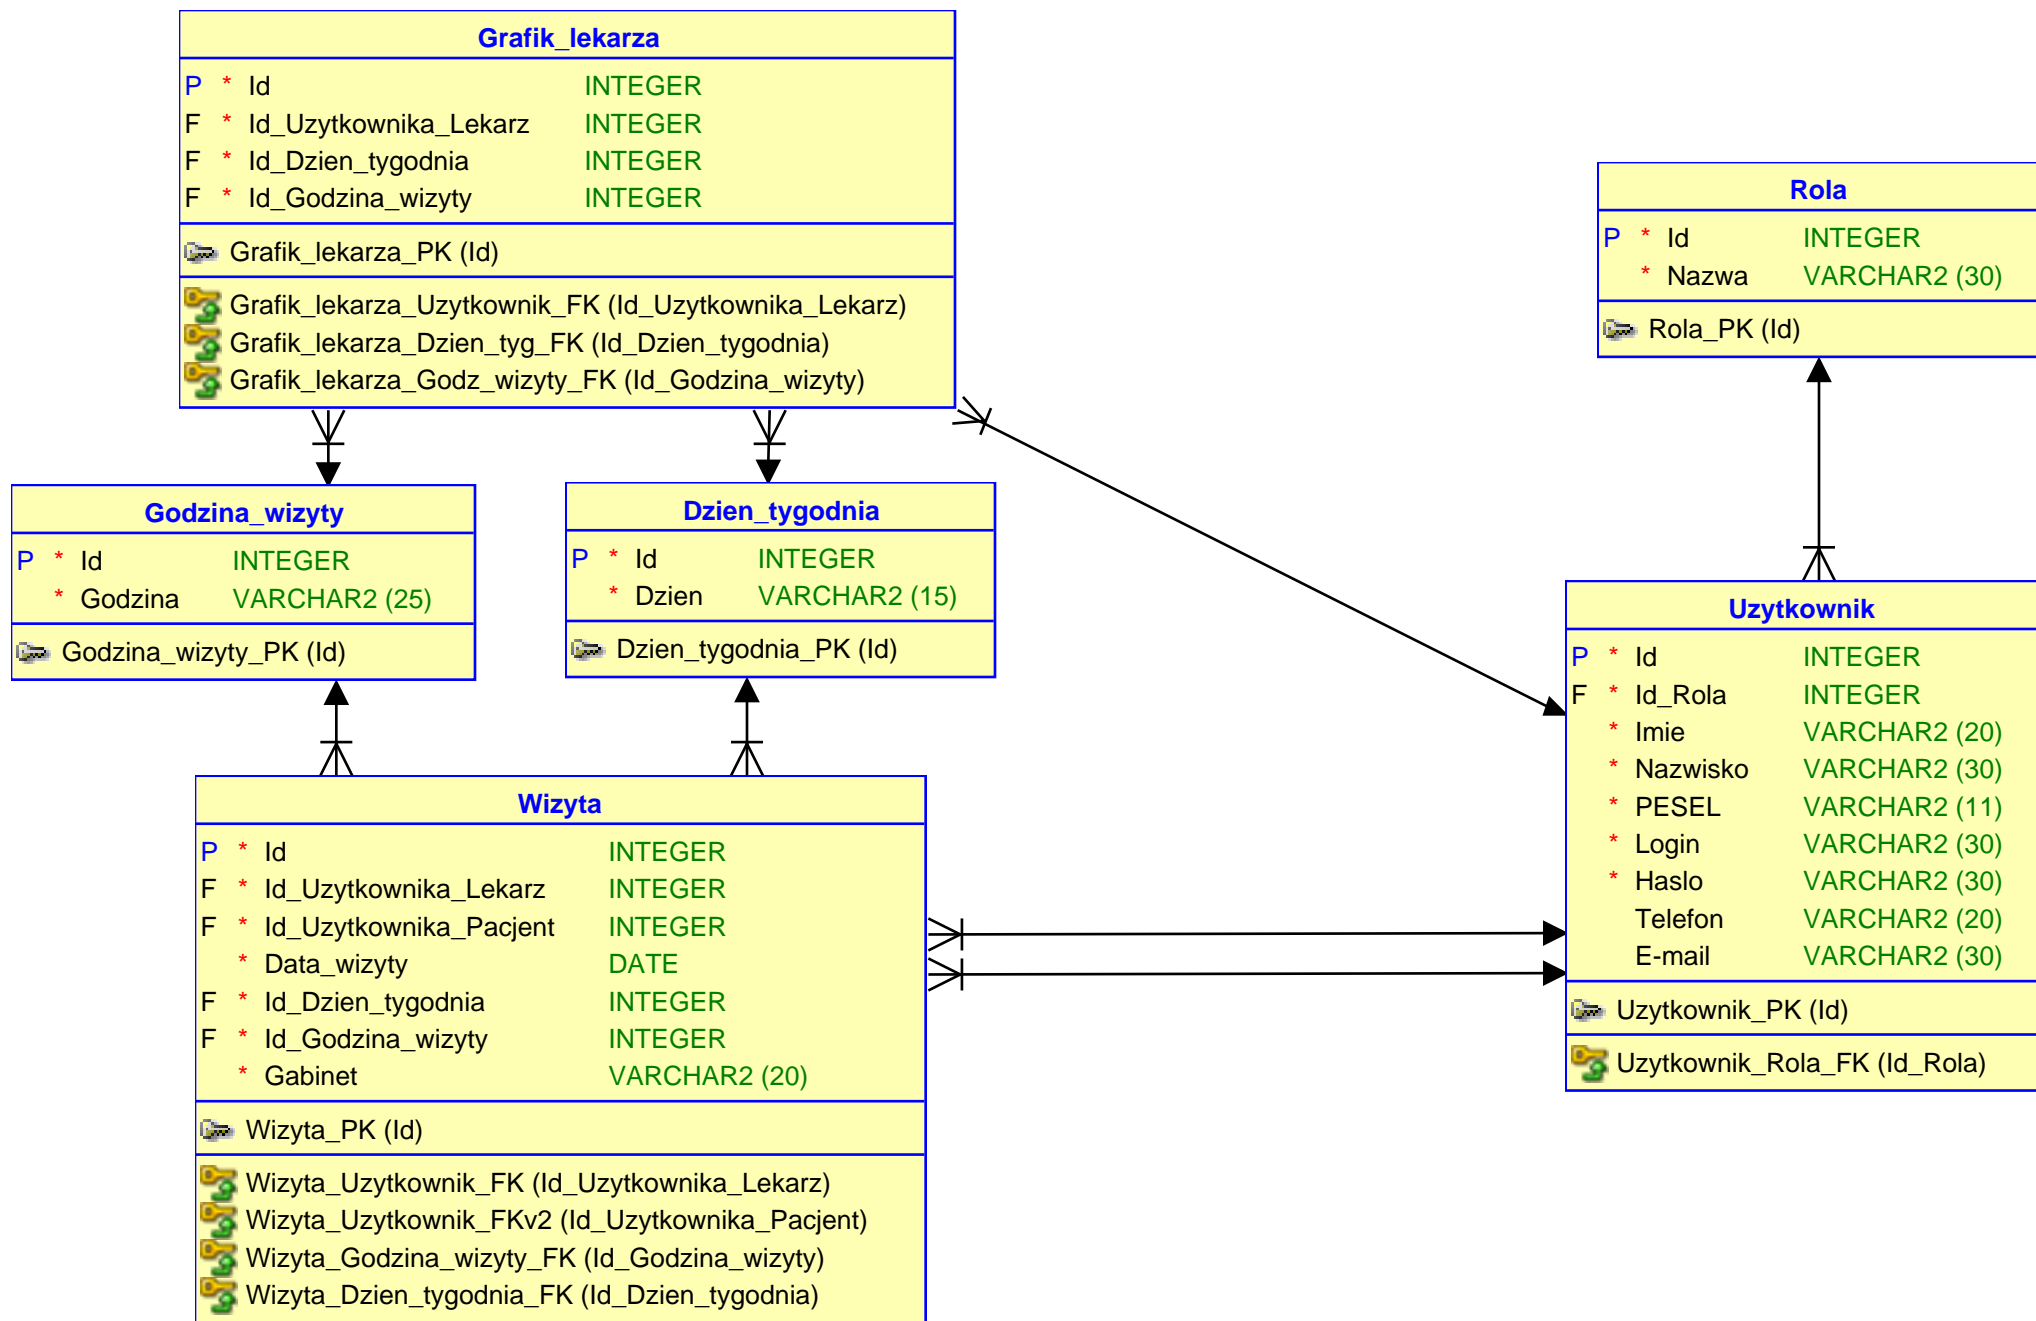 Grafik_lekarza
P * Id INTEGER
F * Id_Uzytkownika_Lekarz INTEGER
F * Id_Dzien_tygodnia INTEGER
F * Id_Godzina_wizyty INTEGER
Grafik_lekarza_PK (Id)
Grafik_lekarza_Uzytkownik_FK (Id_Uzytkownika_Lekarz)
Grafik_lekarza_Dzien_tyg_FK (Id_Dzien_tygodnia)
Grafik_lekarza_Godz_wizyty_FK (Id_Godzina_wizyty)
Rola
P * Id INTEGER
* Nazwa VARCHAR2 (30)
Rola_PK (Id)
Godzina_wizyty
P * Id INTEGER
* Godzina VARCHAR2 (25)
Godzina_wizyty_PK (Id)
Dzien_tygodnia
P * Id INTEGER
* Dzien VARCHAR2 (15)
Dzien_tygodnia_PK (Id)
Uzytkownik
P * Id INTEGER
F * Id_Rola INTEGER
* Imie VARCHAR2 (20)
* Nazwisko VARCHAR2 (30)
* PESEL VARCHAR2 (11)
* Login VARCHAR2 (30)
* Haslo VARCHAR2 (30)
Telefon VARCHAR2 (20)
E-mail VARCHAR2 (30)
Uzytkownik_PK (Id)
Uzytkownik_Rola_FK (Id_Rola)
Wizyta
P * Id INTEGER
F * Id_Uzytkownika_Lekarz INTEGER
F * Id_Uzytkownika_Pacjent INTEGER
* Data_wizyty DATE
F * Id_Dzien_tygodnia INTEGER
F * Id_Godzina_wizyty INTEGER
* Gabinet VARCHAR2 (20)
Wizyta_PK (Id)
Wizyta_Uzytkownik_FK (Id_Uzytkownika_Lekarz)
Wizyta_Uzytkownik_FKv2 (Id_Uzytkownika_Pacjent)
Wizyta_Godzina_wizyty_FK (Id_Godzina_wizyty)
Wizyta_Dzien_tygodnia_FK (Id_Dzien_tygodnia)